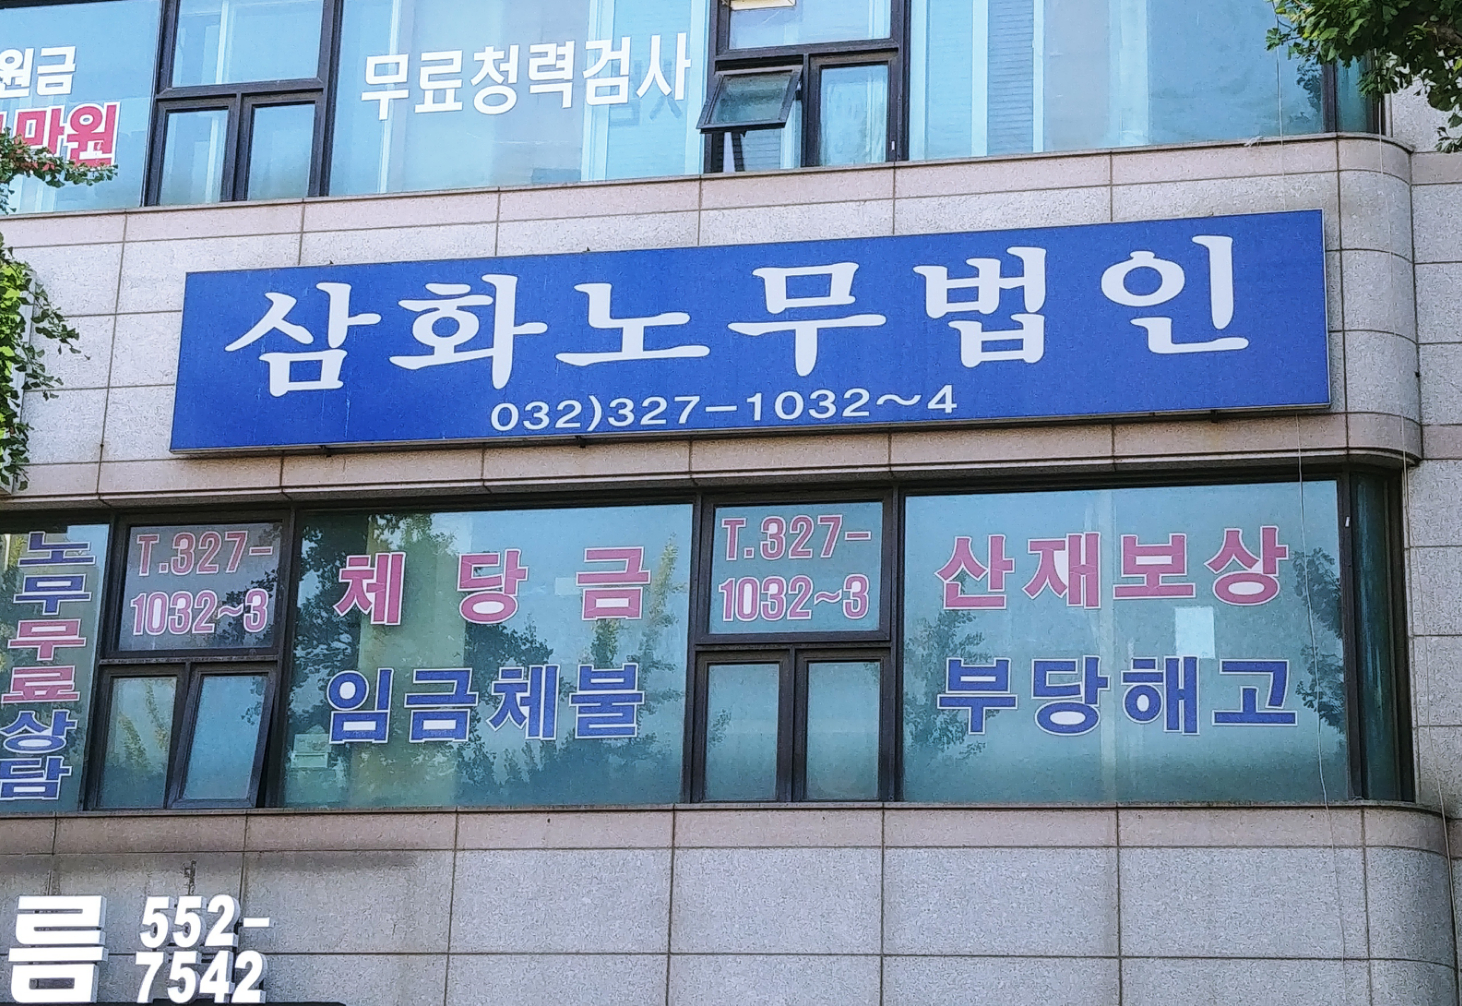 원금
만원
무료청력검사
삼화노무법인
032)327-1032~4
노무무료상담
T.327-
1032~3
체당금
임금체불
T.327-
1032~3
산재보상
부당해고
름
552-
7542